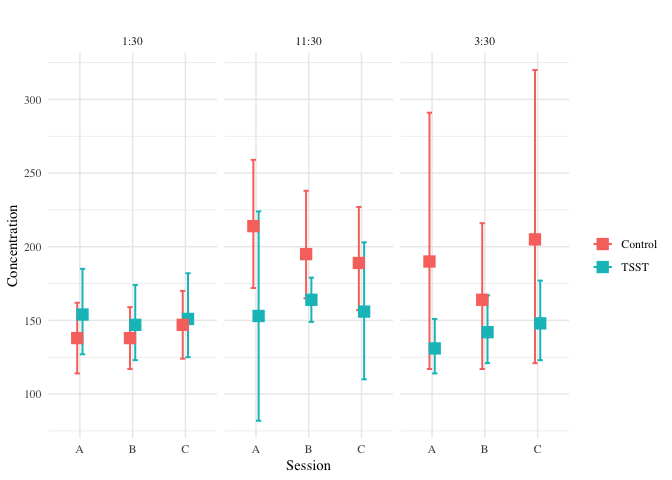 1:30 11:30 3:30
300
250
200
150
100
Concentration
A B C A B C A B C
Session
Control
TSST